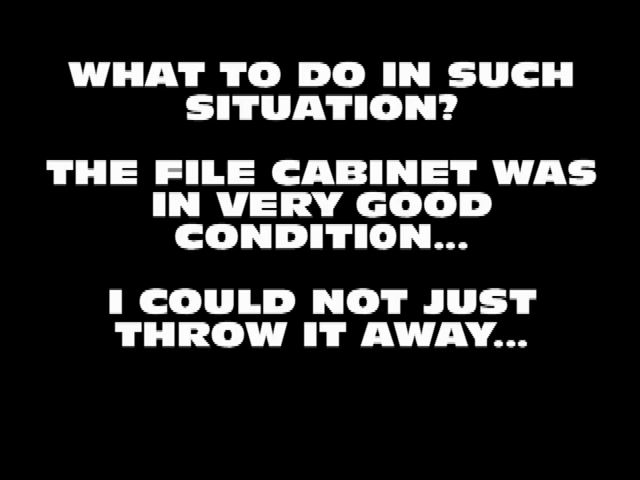 WHAT TO DO IN SUCH
SITUATION?
THE FILE CABINET WAS
IN VERY GOOD
CONDITION...
I COULD NOT JUST
THROW IT AWAY...